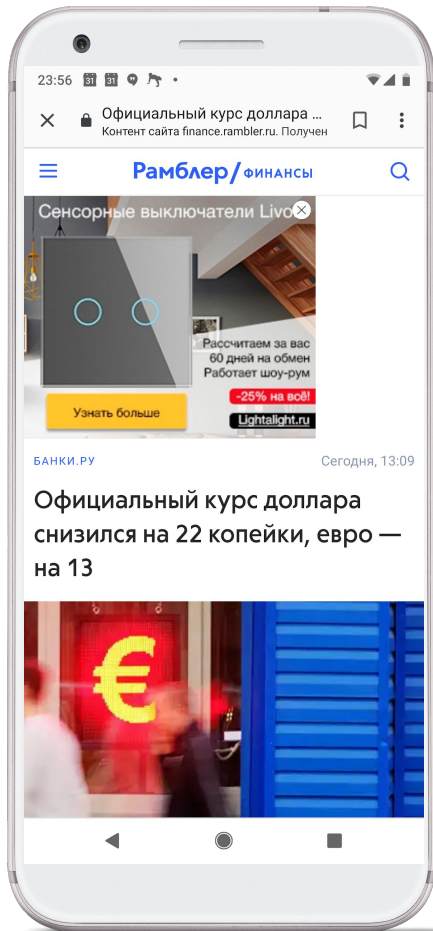 23:56
31 31
Официальный курс доллара ...
Контент сайта finance.rambler.ru. Получен
Рамблер/ФИНАНСЫ
Сенсорные выключатели Livo
Рассчитаем за вас
60 дней на обмен
Работает шоу-рум
-25% на всё!
Узнать больше
Lightalight.ru
БАНКИ.РУ
Сегодня, 13:09
Официальный курс доллара
снизился на 22 копейки, евро —
на 13
€